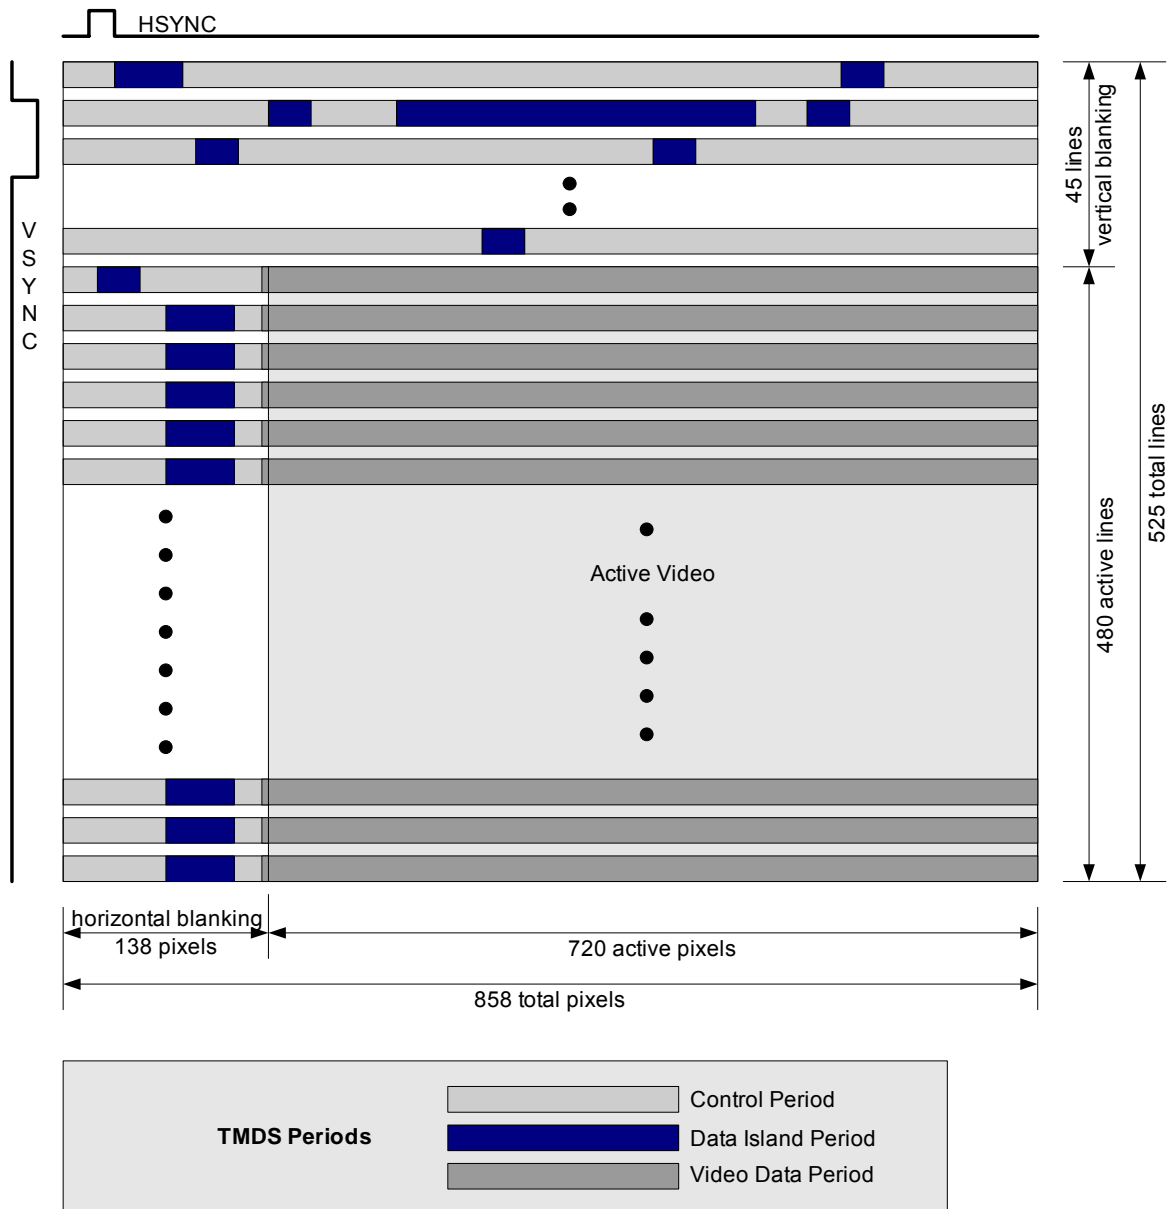 HSYNC
V
S
Y
N
C
45 lines
vertical blanking
525 total lines
480 active lines
Active Video
horizontal blanking
138 pixels
720 active pixels
858 total pixels
TMDS Periods
Control Period
Data Island Period
Video Data Period